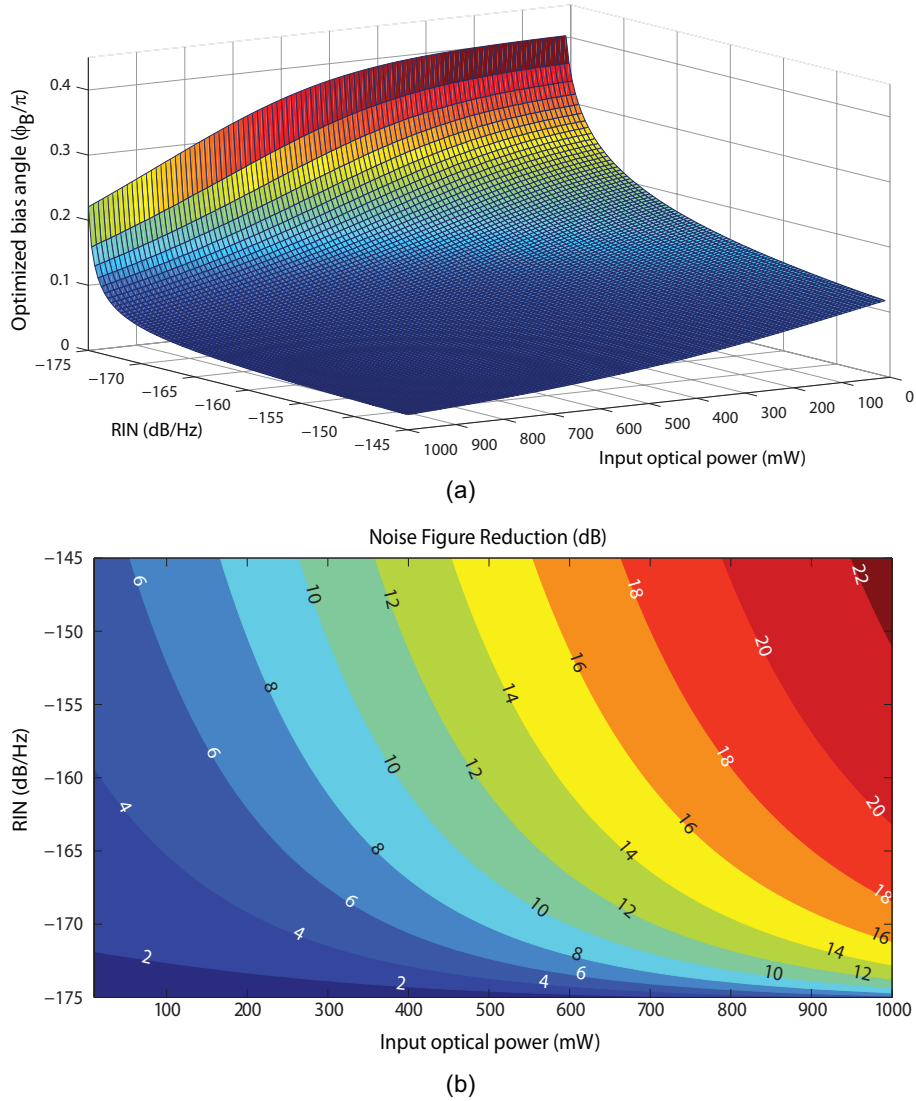 0.4
0.3
0.2
0.1
0
Optimized bias angle (ϕB/π)
−175
−170
−165
−160
−155
−150
−145
RIN (dB/Hz)
1000
900
800
700
600
500
400
300
200
100
0
Input optical power (mW)
(a)
Noise Figure Reduction (dB)
−145
−150
−155
−160
−165
−170
−175
RIN (dB/Hz)
6 10 12 18 22
16 20
8 14
6 10 12 18
4 16 20
8 14
6 10 12 18
4 16
8 14
2 6 10 12
2 4
100 200 300 400 500 600 700 800 900 1000
Input optical power (mW)
(b)